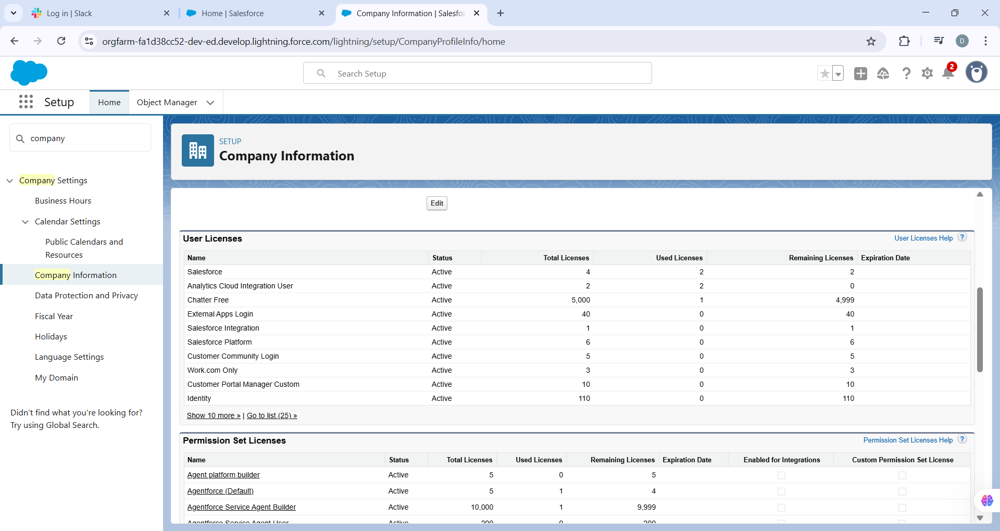 Log in | Slack
Home | Salesforce
Company Information | Salesfor
orgfarm-fa1d38cc52-dev-ed.develop.lightning.force.com/lightning/setup/CompanyProfileInfo/home
D
Search Setup
2
Setup
Home
Object Manager
company
Company Settings
Business Hours
Calendar Settings
Public Calendars and
Resources
Company Information
Data Protection and Privacy
Fiscal Year
Holidays
Language Settings
My Domain
Didn't find what you're looking for?
Try using Global Search.
SETUP
Company Information
Edit
User Licenses
User Licenses Help ?
Name Status Total Licenses Used Licenses Remaining Licenses Expiration Date
Salesforce Active 4 2 2
Analytics Cloud Integration User Active 2 2 0
Chatter Free Active 5,000 1 4,999
External Apps Login Active 40 0 40
Salesforce Integration Active 1 0 1
Salesforce Platform Active 6 0 6
Customer Community Login Active 5 0 5
Work.com Only Active 3 0 3
Customer Portal Manager Custom Active 10 0 10
Identity Active 110 0 110
Show 10 more » | Go to list (25) »
Permission Set Licenses
Permission Set Licenses Help ?
Name Status Total Licenses Used Licenses Remaining Licenses Expiration Date Enabled for Integrations Custom Permission Set License
Agent platform builder Active 5 0 5
Agentforce (Default) Active 5 1 4
Agentforce Service Agent Builder Active 10,000 1 9,999
Agentforce Service Agent User Active 200 0 200